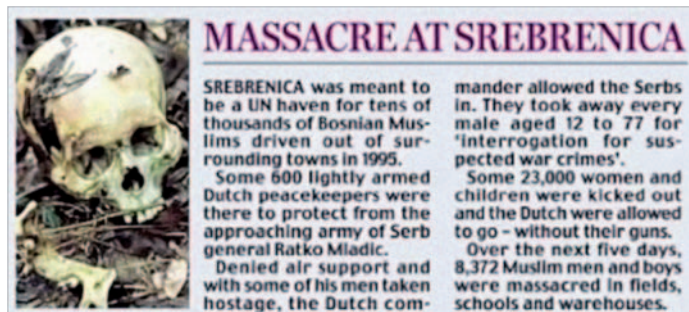 MASSACRE AT SREBRENICA
SREBRENICA was meant to
be a UN haven for tens of
thousands of Bosnian Mus-
lims driven out of sur-
rounding towns in 1995.
Some 600 lightly armed
Dutch peacekeepers were
there to protect from the
approaching army of Serb
general Ratko Mladic.
Denied air support and
with some of his men taken
hostage, the Dutch com-
mander allowed the Serbs
in. They took away every
male aged 12 to 77 for
'interrogation for sus-
pected war crimes'.
Some 23,000 women and
children were kicked out
and the Dutch were allowed
to go – without their guns.
Over the next five days,
8,372 Muslim men and boys
were massacred in fields,
schools and warehouses.